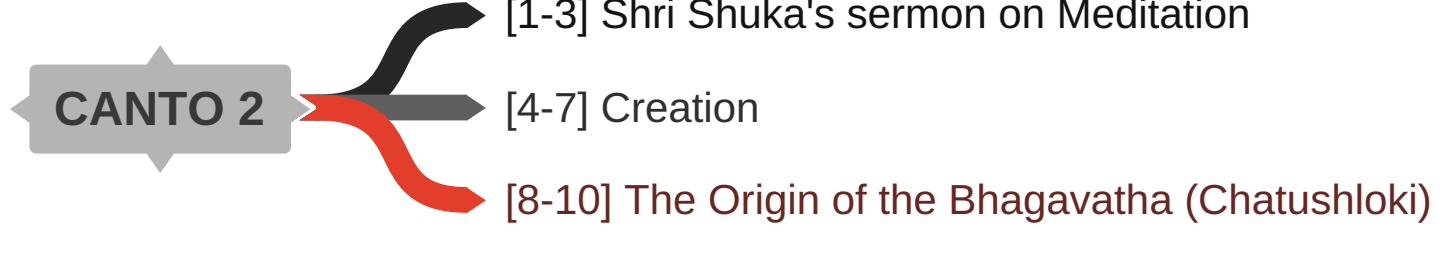 [1-3] Shri Shuka's sermon on Meditation
CANTO 2
[4-7] Creation
[8-10] The Origin of the Bhagavatha (Chatushloki)